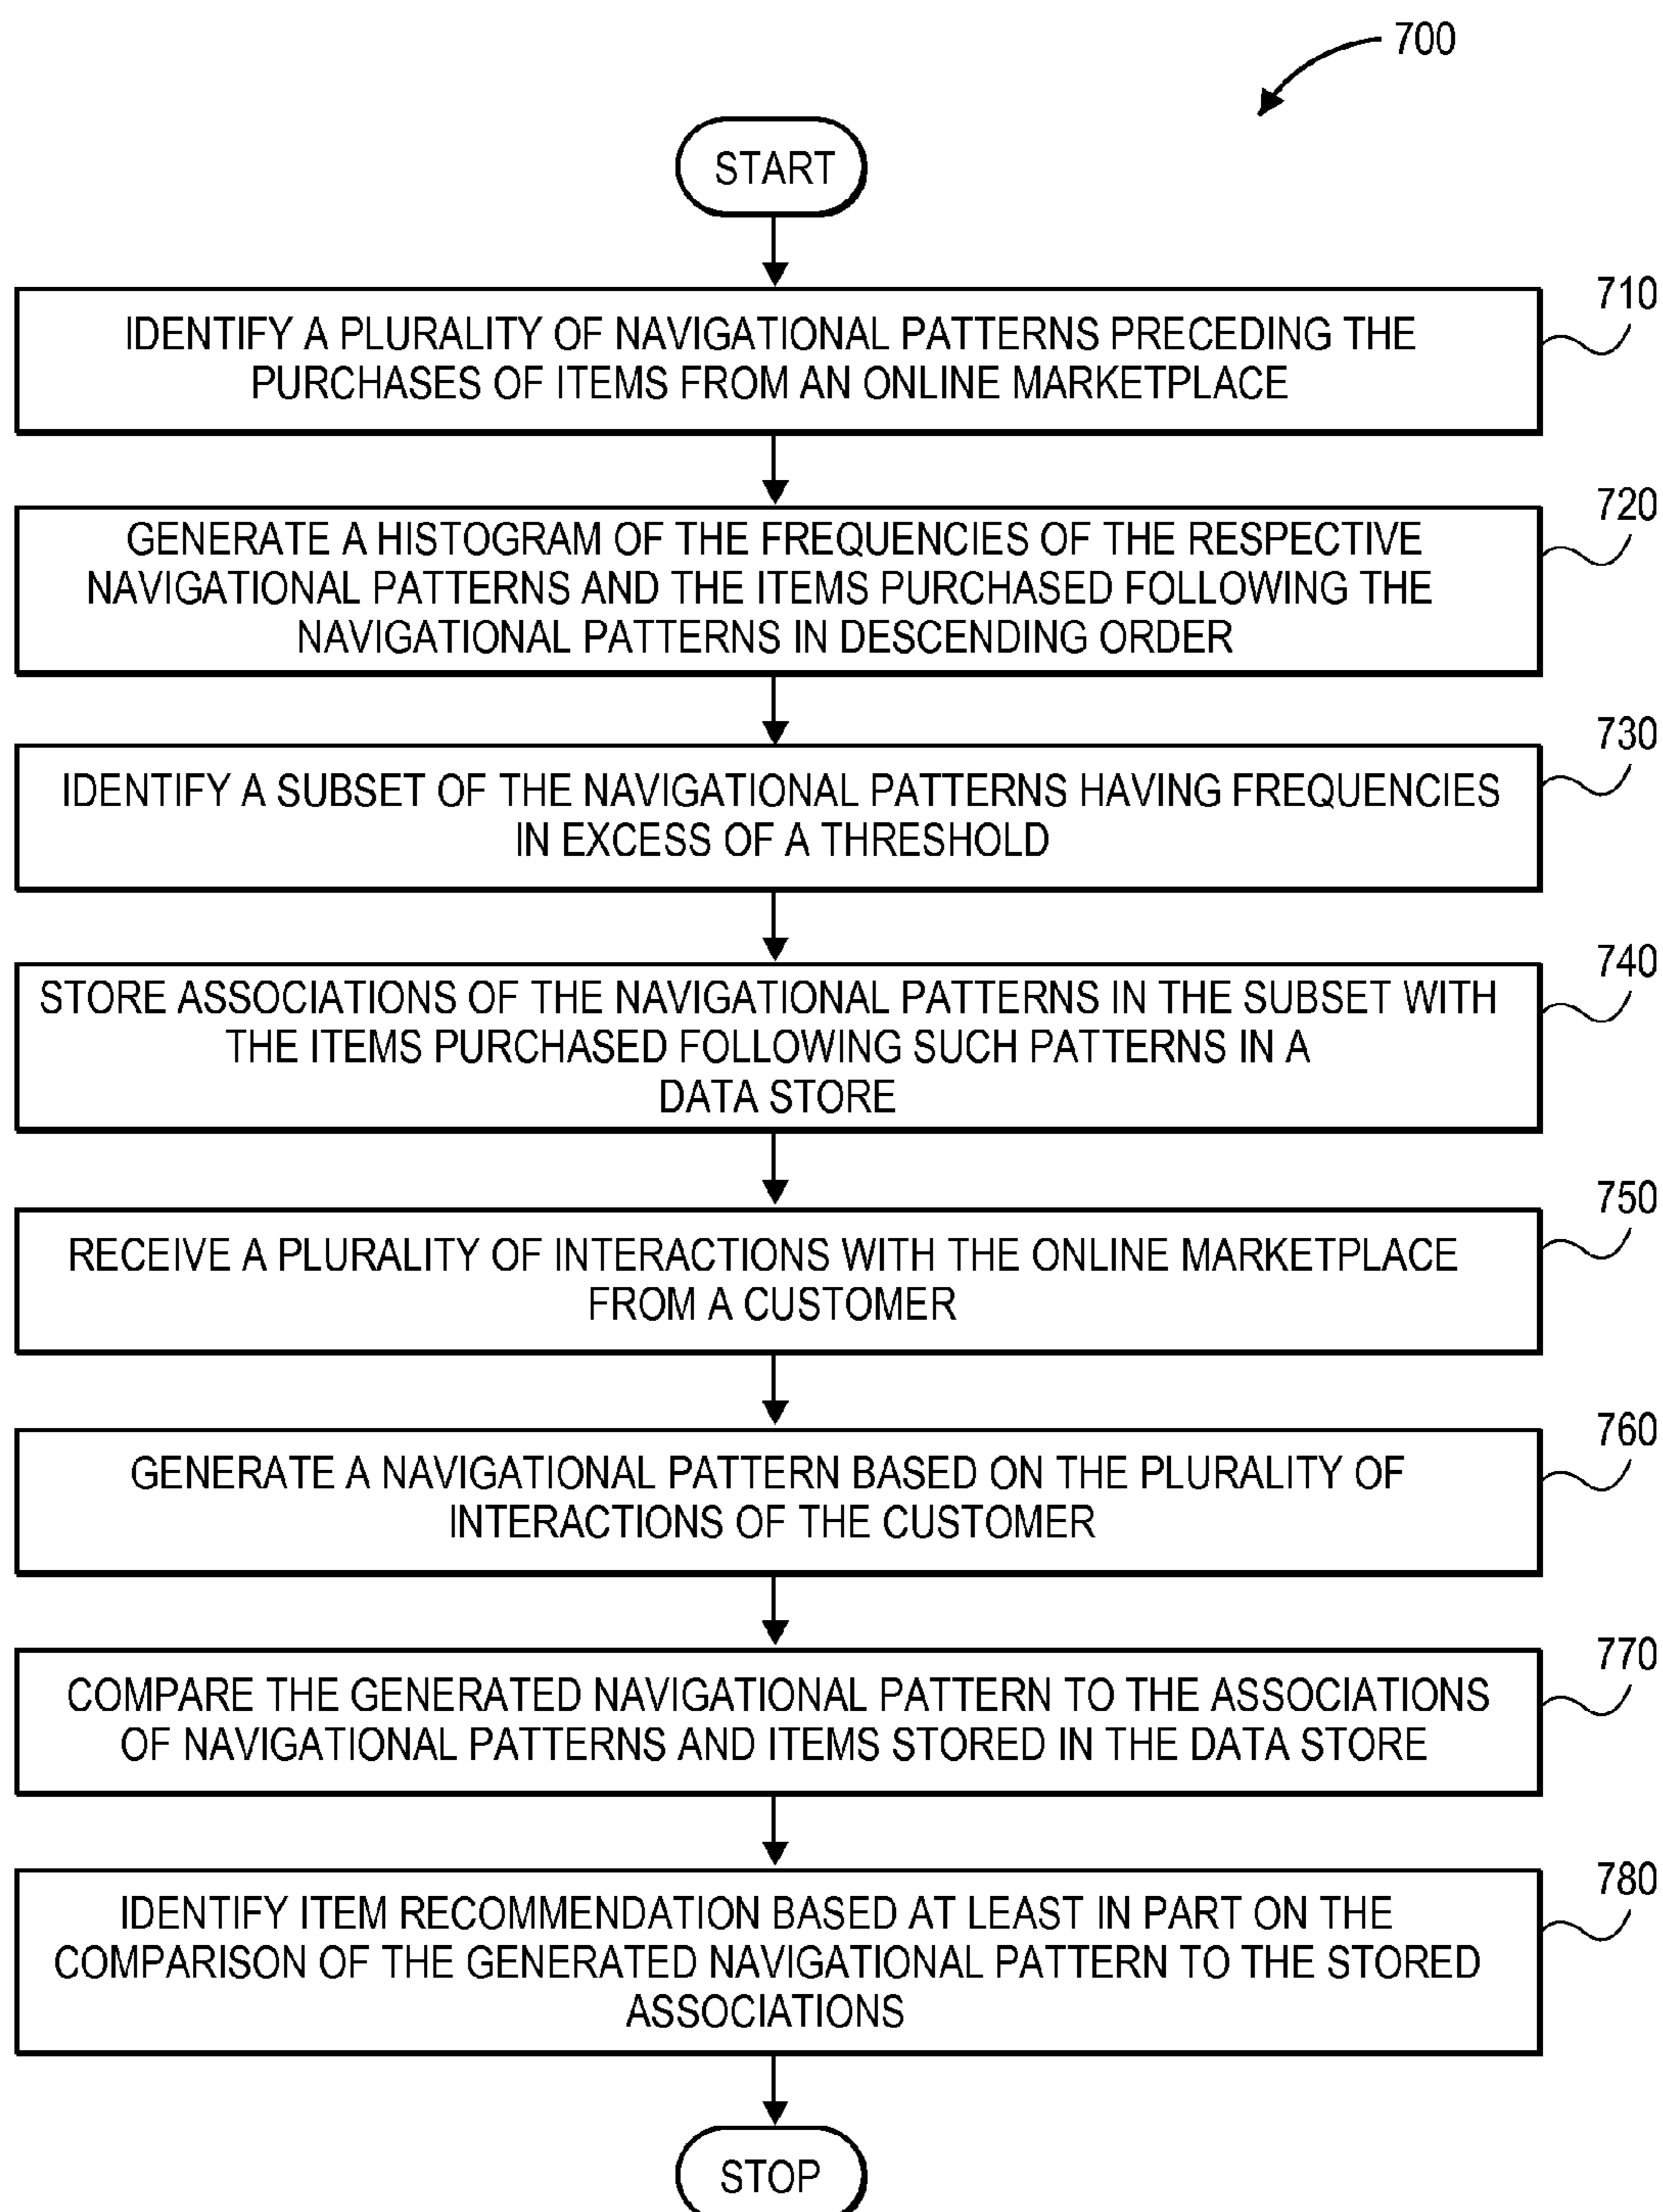 700
START
710
IDENTIFY A PLURALITY OF NAVIGATIONAL PATTERNS PRECEDING THE
PURCHASES OF ITEMS FROM AN ONLINE MARKETPLACE
720
GENERATE A HISTOGRAM OF THE FREQUENCIES OF THE RESPECTIVE
NAVIGATIONAL PATTERNS AND THE ITEMS PURCHASED FOLLOWING THE
NAVIGATIONAL PATTERNS IN DESCENDING ORDER
730
IDENTIFY A SUBSET OF THE NAVIGATIONAL PATTERNS HAVING FREQUENCIES
IN EXCESS OF A THRESHOLD
740
STORE ASSOCIATIONS OF THE NAVIGATIONAL PATTERNS IN THE SUBSET WITH
THE ITEMS PURCHASED FOLLOWING SUCH PATTERNS IN A
DATA STORE
750
RECEIVE A PLURALITY OF INTERACTIONS WITH THE ONLINE MARKETPLACE
FROM A CUSTOMER
760
GENERATE A NAVIGATIONAL PATTERN BASED ON THE PLURALITY OF
INTERACTIONS OF THE CUSTOMER
770
COMPARE THE GENERATED NAVIGATIONAL PATTERN TO THE ASSOCIATIONS
OF NAVIGATIONAL PATTERNS AND ITEMS STORED IN THE DATA STORE
780
IDENTIFY ITEM RECOMMENDATION BASED AT LEAST IN PART ON THE
COMPARISON OF THE GENERATED NAVIGATIONAL PATTERN TO THE STORED
ASSOCIATIONS
STOP